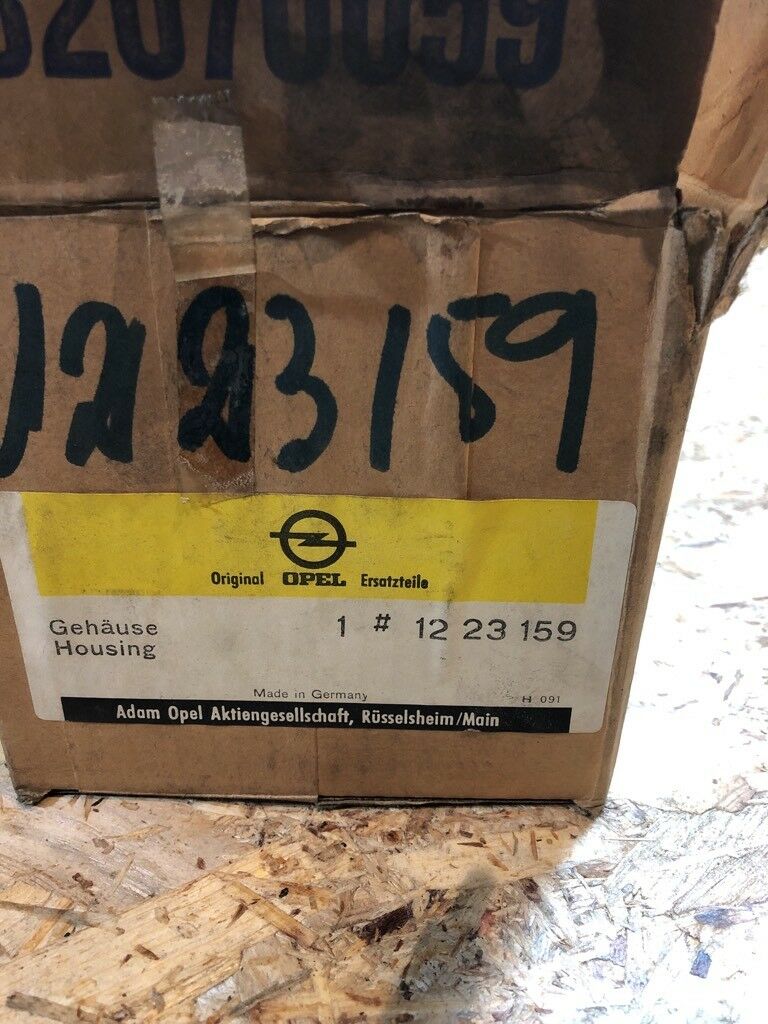 32070059
1223159
Original OPEL Ersatzteile
Gehäuse 1 # 12 23 159
Housing
Made in Germany H 091
Adam Opel Aktiengesellschaft, Rüsselsheim/Main